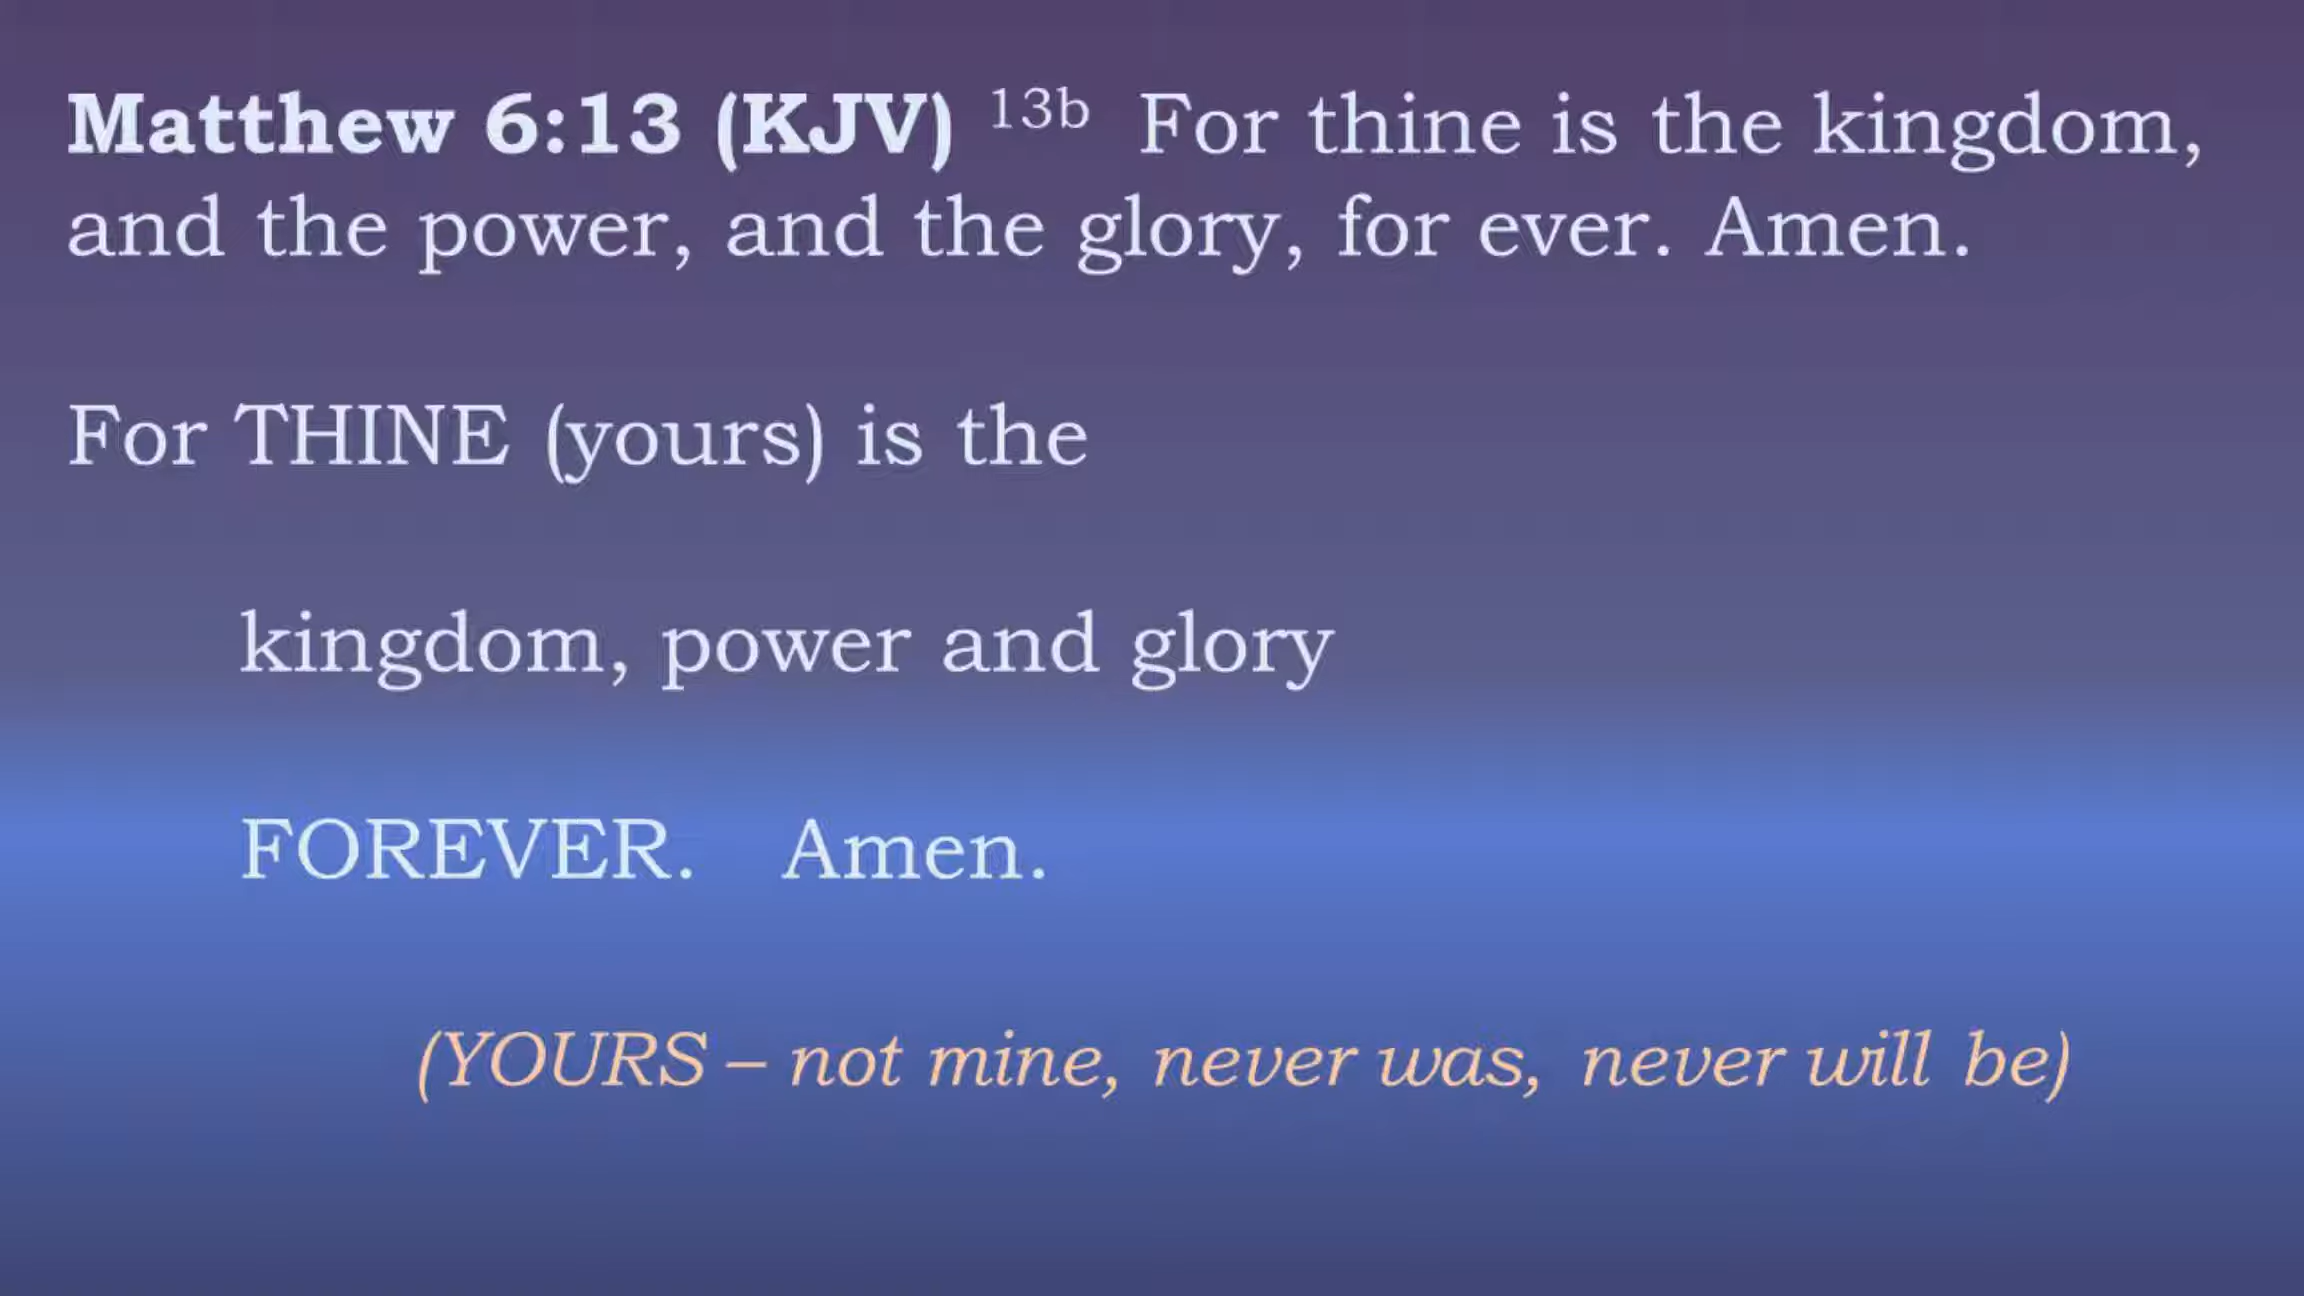 Matthew 6:13 (KJV) 13b For thine is the kingdom,
and the power, and the glory, for ever. Amen.
For THINE (yours) is the
kingdom, power and glory
FOREVER. Amen.
(YOURS – not mine, never was, never will be)